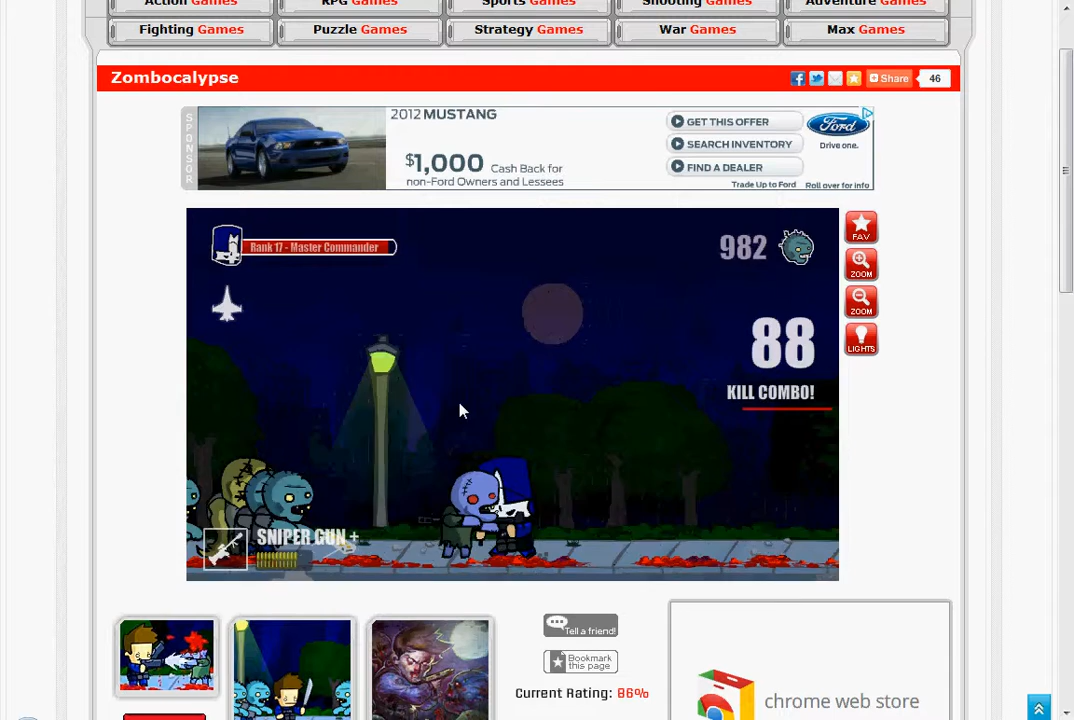 Action Games RPG Games Sports Games Shooting Games Adventure Games
Fighting Games Puzzle Games Strategy Games War Games Max Games
Zombocalypse
Share
46
SPONSOR
2012 MUSTANG
$1,000 Cash Back for
non-Ford Owners and Lessees
GET THIS OFFER
SEARCH INVENTORY
FIND A DEALER
Ford
Drive one.
Trade Up to Ford Roll over for info
Rank 17 - Master Commander
982
88
KILL COMBO!
SNIPER GUN +
FAV
ZOOM
ZOOM
LIGHTS
Tell a friend!
Bookmark
this page
Current Rating: 86%
chrome web store